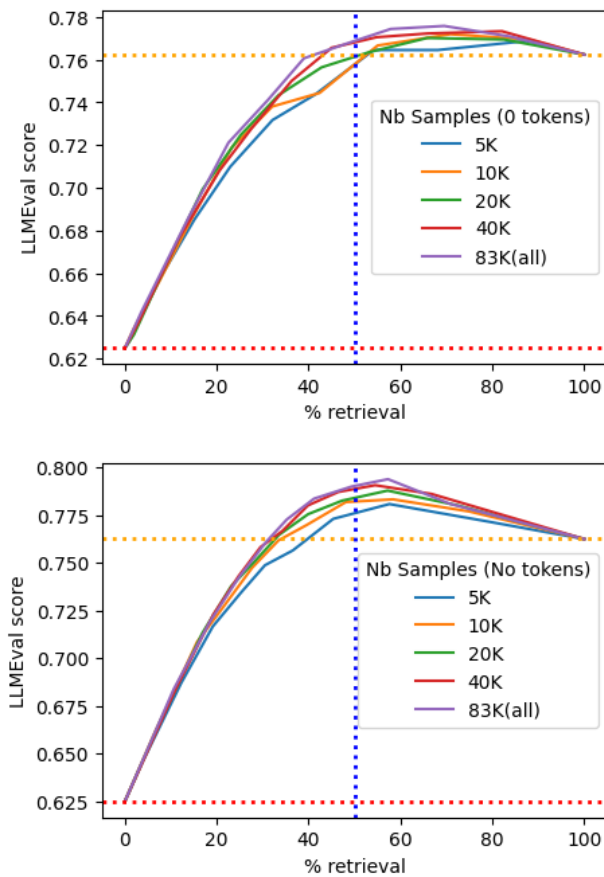 0.78
0.76
0.74
0.72
0.70
0.68
0.66
0.64
0.62
LLMEval score
Nb Samples (0 tokens)
5K
10K
20K
40K
83K(all)
0 20 40 60 80 100
% retrieval
0.800
0.775
0.750
0.725
0.700
0.675
0.650
0.625
LLMEval score
Nb Samples (No tokens)
5K
10K
20K
40K
83K(all)
0 20 40 60 80 100
% retrieval